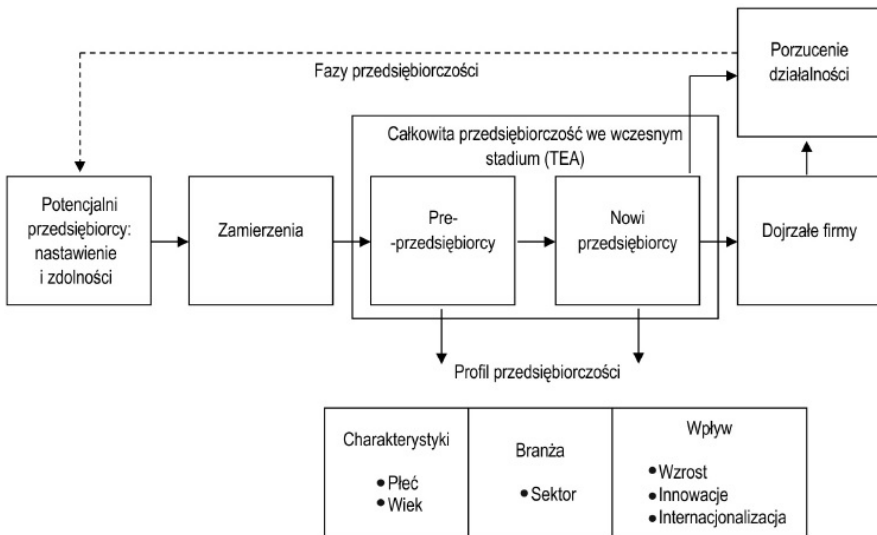 Porzucenie
działalności
Fazy przedsiębiorczości
Całkowita przedsiębiorczość we wczesnym
stadium (TEA)
Potencjalni
przedsiębiorcy:
nastawienie
i zdolności
Zamierzenia
Pre-
-przedsiębiorcy
Nowi
przedsiębiorcy
Dojrzałe firmy
Profil przedsiębiorczości
Charakterystyki
• Płeć
• Wiek
Branża
• Sektor
Wpływ
• Wzrost
• Innowacje
• Internacjonalizacja